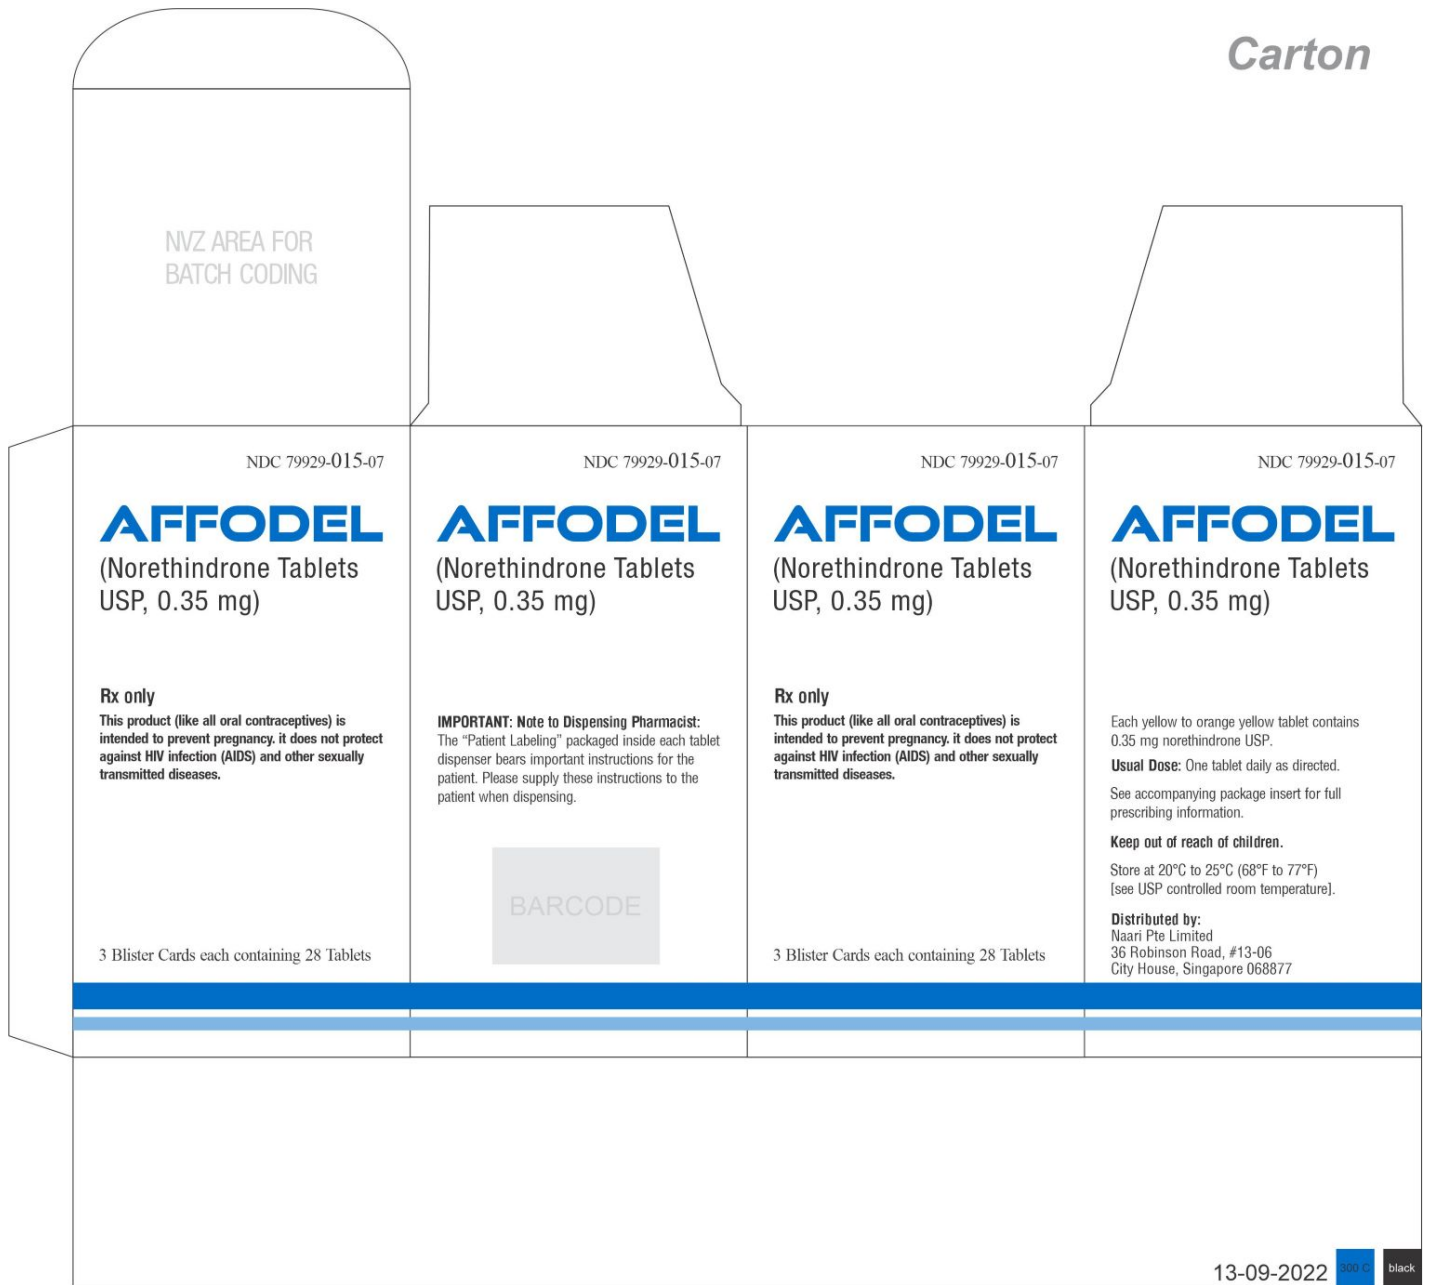 Carton
NVZ AREA FOR
BATCH CODING
NDC 79929-015-07
AFFODEL
(Norethindrone Tablets
USP, 0.35 mg)
Rx only
This product (like all oral contraceptives) is
intended to prevent pregnancy. it does not protect
against HIV infection (AIDS) and other sexually
transmitted diseases.
3 Blister Cards each containing 28 Tablets
NDC 79929-015-07
AFFODEL
(Norethindrone Tablets
USP, 0.35 mg)
IMPORTANT: Note to Dispensing Pharmacist:
The “Patient Labeling” packaged inside each tablet
dispenser bears important instructions for the
patient. Please supply these instructions to the
patient when dispensing.
BARCODE
NDC 79929-015-07
AFFODEL
(Norethindrone Tablets
USP, 0.35 mg)
Rx only
This product (like all oral contraceptives) is
intended to prevent pregnancy. it does not protect
against HIV infection (AIDS) and other sexually
transmitted diseases.
3 Blister Cards each containing 28 Tablets
NDC 79929-015-07
AFFODEL
(Norethindrone Tablets
USP, 0.35 mg)
Each yellow to orange yellow tablet contains
0.35 mg norethindrone USP.
Usual Dose: One tablet daily as directed.
See accompanying package insert for full
prescribing information.
Keep out of reach of children.
Store at 20°C to 25°C (68°F to 77°F)
[see USP controlled room temperature].
Distributed by:
Naari Pte Limited
36 Robinson Road, #13-06
City House, Singapore 068877
13-09-2022
300 C
black